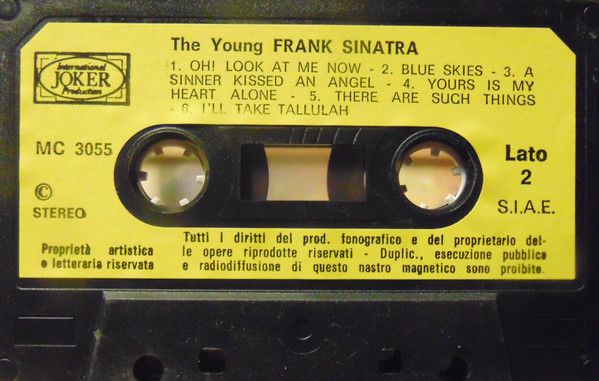 The Young FRANK SINATRA
International
JOKER
Production
1. OH! LOOK AT ME NOW - 2. BLUE SKIES - 3. A
SINNER KISSED AN ANGEL - 4. YOURS IS MY
HEART ALONE - 5. THERE ARE SUCH THINGS
- 6. I'LL TAKE TALLULAH
MC 3055
Lato
2
©
STEREO
S.I.A.E.
Proprietà artistica
e letteraria riservata
Tutti i diritti del prod. fonografico e del proprietario del-
le opere riprodotte riservati - Duplic., esecuzione pubblica
e radiodiffusione di questo nastro magnetico sono proibite.